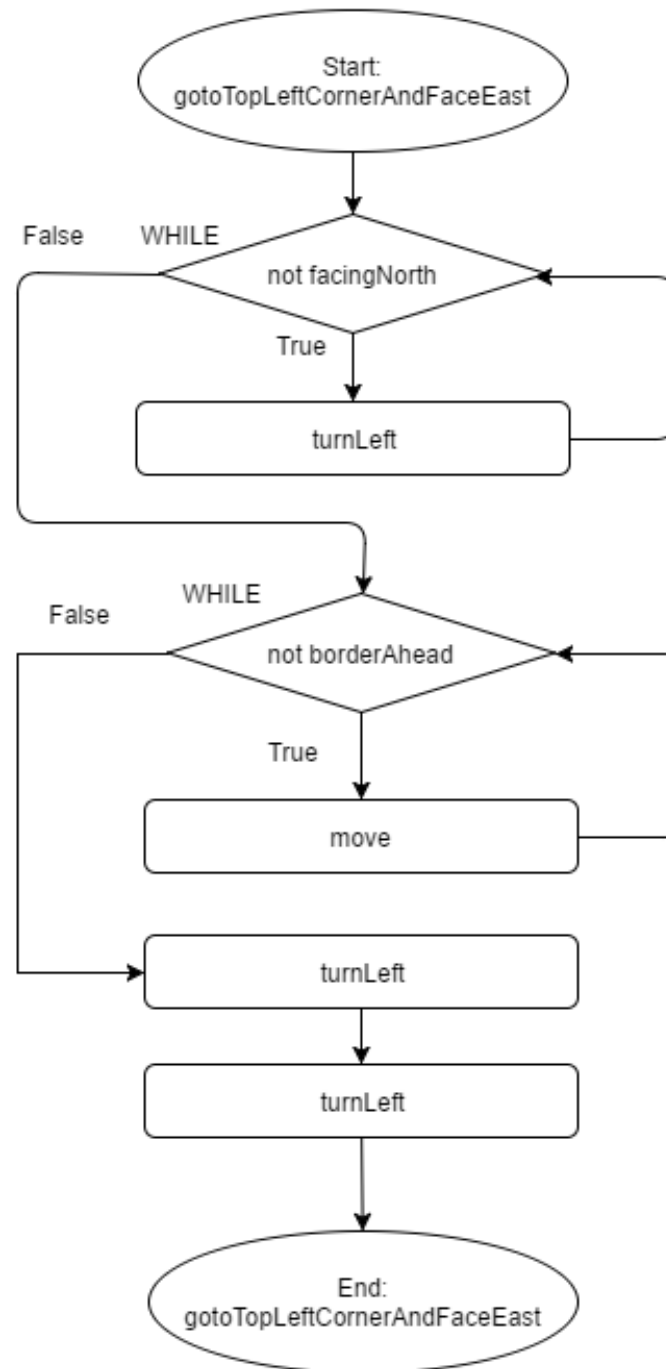 Start:
gotoTopLeftCornerAndFaceEast
False
WHILE
not facingNorth
True
turnLeft
WHILE
False
not borderAhead
True
move
turnLeft
turnLeft
End:
gotoTopLeftCornerAndFaceEast